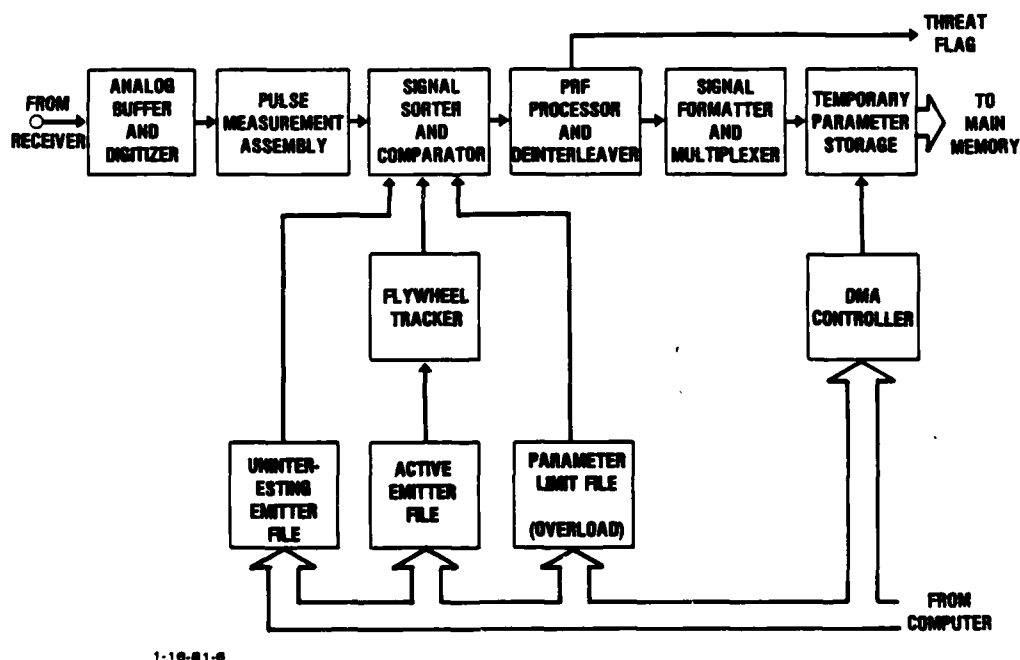 THREAT
FLAG
FROM
RECEIVER
ANALOG
BUFFER
AND
DIGITIZER
PULSE
MEASUREMENT
ASSEMBLY
SIGNAL
SORTER
AND
COMPARATOR
PRF
PROCESSOR
AND
DEINTERLEAVER
SIGNAL
FORMATTER
AND
MULTIPLEXER
TEMPORARY
PARAMETER
STORAGE
TO
MAIN
MEMORY
FLYWHEEL
TRACKER
DMA
CONTROLLER
UNINTER-
ESTING
EMITTER
FILE
ACTIVE
EMITTER
FILE
PARAMETER
LIMIT FILE
(OVERLOAD)
FROM
COMPUTER